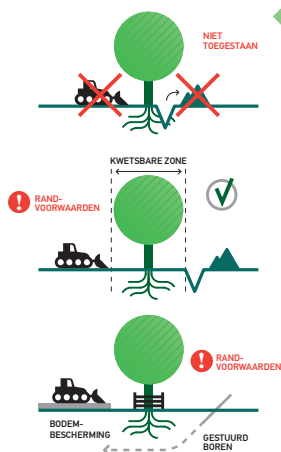 NIET
TOEGESTAAN
KWETSBARE ZONE
RAND-
VOORWAARDEN
RAND-
VOORWAARDEN
BODEM-
BESCHERMING
GESTUURD
BOREN